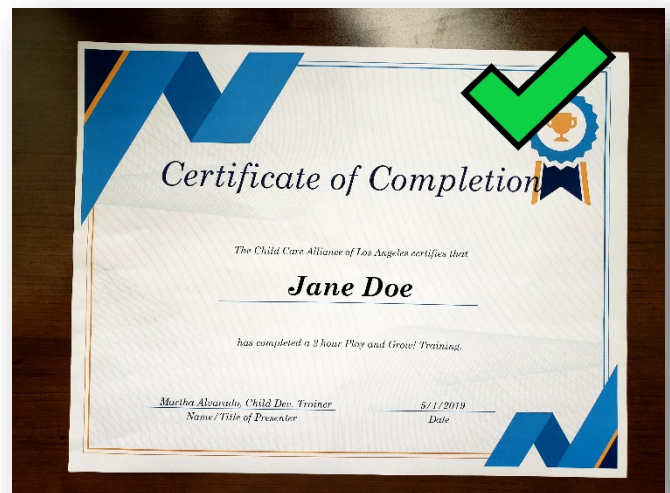 Certificate of Completion
The Child Care Alliance of Los Angeles certifies that
Jane Doe
has completed a 2 hour Play and Grow! Training.
Martha Alvarado, Child Dev. Trainer 5/1/2019
Name/Title of Presenter Date